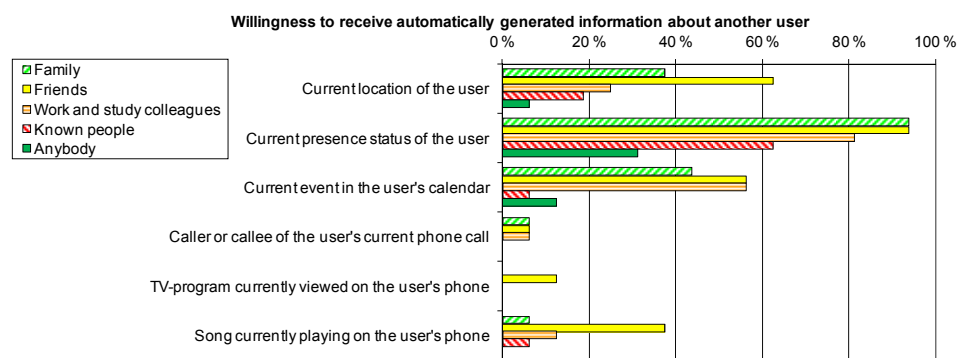 Willingness to receive automatically generated information about another user
0 % 20 % 40 % 60 % 80 % 100 %
Family
Friends
Work and study colleagues
Known people
Anybody
Current location of the user
Current presence status of the user
Current event in the user's calendar
Caller or callee of the user's current phone call
TV-program currently viewed on the user's phone
Song currently playing on the user's phone